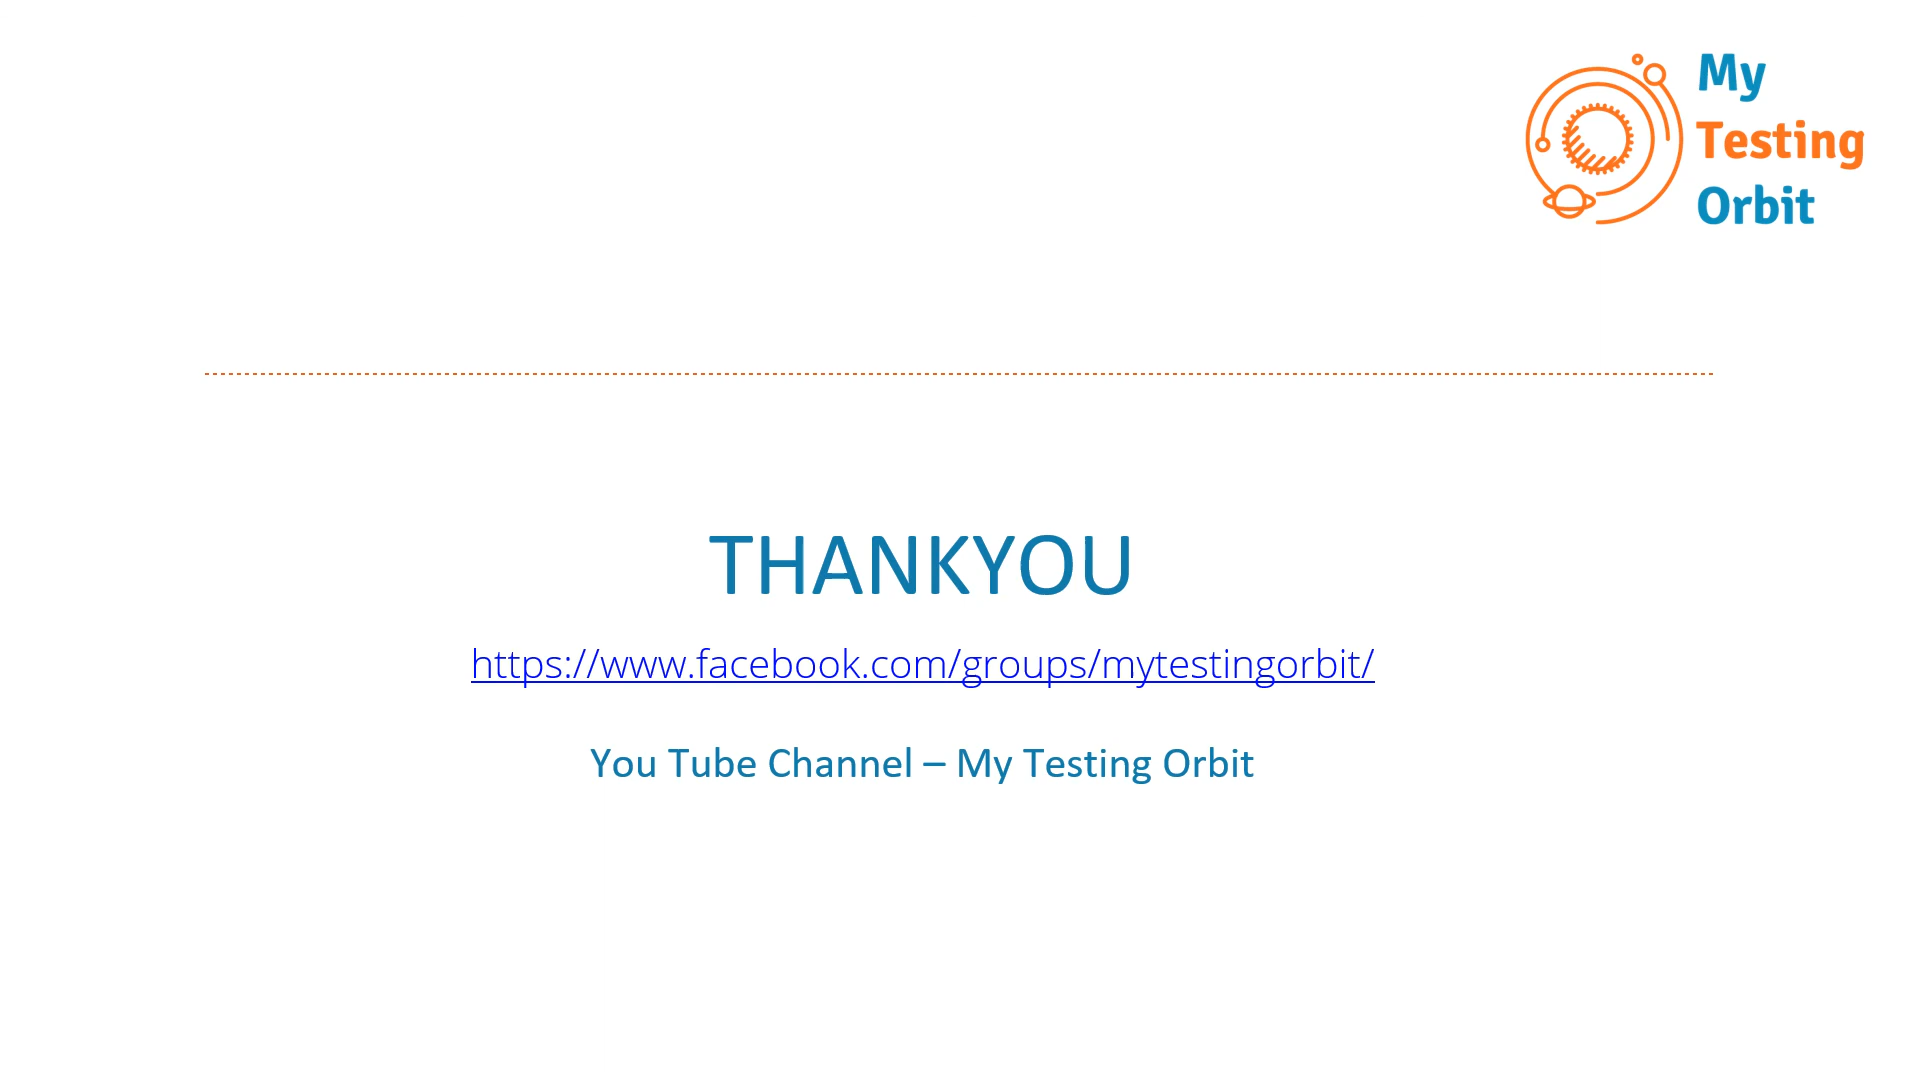 My
Testing
Orbit
THANKYOU
https://www.facebook.com/groups/mytestingorbit/
You Tube Channel – My Testing Orbit